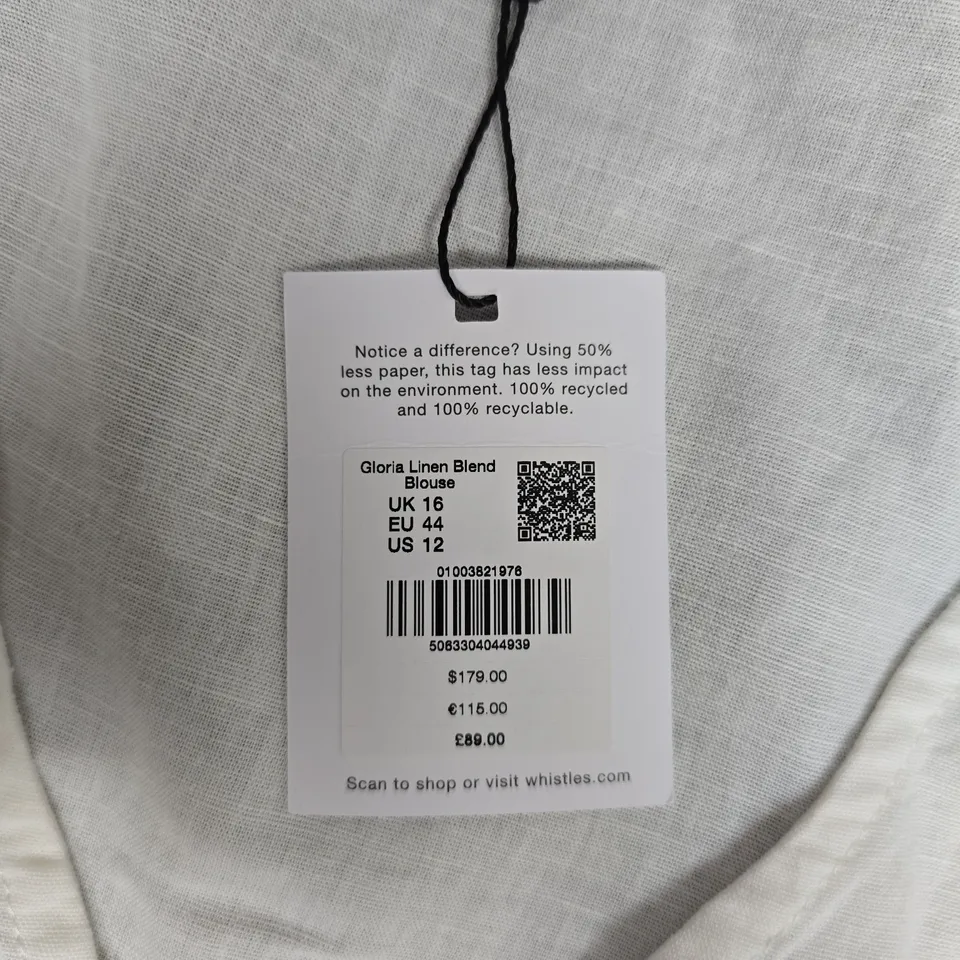 Notice a difference? Using 50%
less paper, this tag has less impact
on the environment. 100% recycled
and 100% recyclable.
Gloria Linen Blend
Blouse
UK 16
EU 44
US 12
01003821976
5063304044939
$179.00
€115.00
£89.00
Scan to shop or visit whistles.com